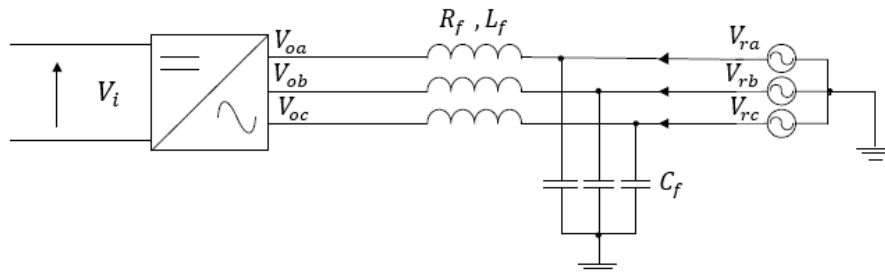 R_f , L_f
V_oa
V_ra
V_i
V_ob
V_rb
V_oc
V_rc
C_f